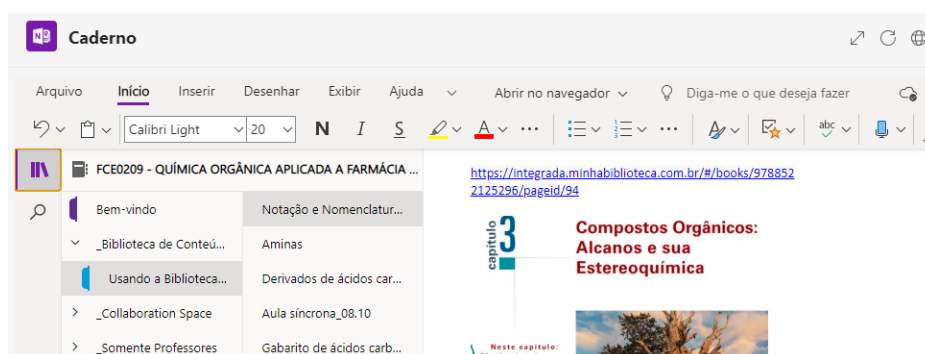 Caderno
Arquivo Início Inserir Desenhar Exibir Ajuda Abrir no navegador Diga-me o que deseja fazer
Calibri Light 20 N I S A abc
FCE0209 - QUÍMICA ORGÂNICA APLICADA A FARMÁCIA ...
Bem-vindo
_Biblioteca de Conteú...
Usando a Biblioteca...
_Collaboration Space
_Somente Professores
Notação e Nomenclatur...
Aminas
Derivados de ácidos car...
Aula síncrona_08.10
Gabarito de ácidos carb...
https://integrada.minhabiblioteca.com.br/#/books/978852
2125296/pageid/94
capítulo 3
Compostos Orgânicos:
Alcanos e sua
Estereoquímica
Neste capítulo: